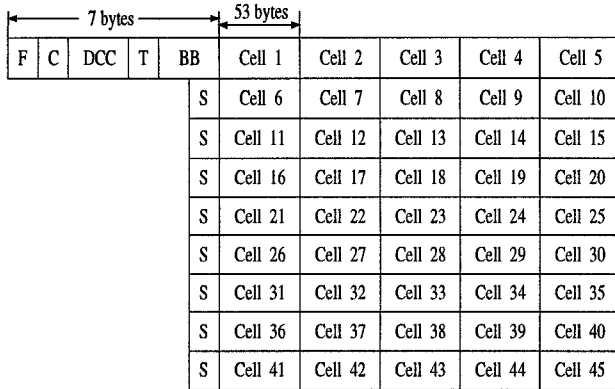 7 bytes 53 bytes
F C DCC T BB Cell 1 Cell 2 Cell 3 Cell 4 Cell 5
S Cell 6 Cell 7 Cell 8 Cell 9 Cell 10
S Cell 11 Cell 12 Cell 13 Cell 14 Cell 15
S Cell 16 Cell 17 Cell 18 Cell 19 Cell 20
S Cell 21 Cell 22 Cell 23 Cell 24 Cell 25
S Cell 26 Cell 27 Cell 28 Cell 29 Cell 30
S Cell 31 Cell 32 Cell 33 Cell 34 Cell 35
S Cell 36 Cell 37 Cell 38 Cell 39 Cell 40
S Cell 41 Cell 42 Cell 43 Cell 44 Cell 45